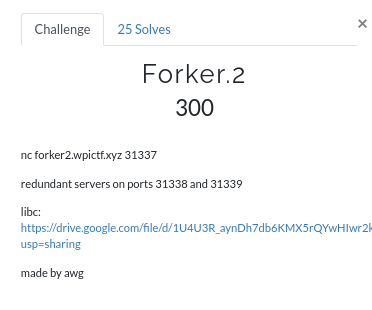 ×
Challenge
25 Solves
Forker.2
300
nc forker2.wpictf.xyz 31337
redundant servers on ports 31338 and 31339
libc:
https://drive.google.com/file/d/1U4U3R_aynDh7db6KMX5rQYwHIwr2k
usp=sharing
made by awg